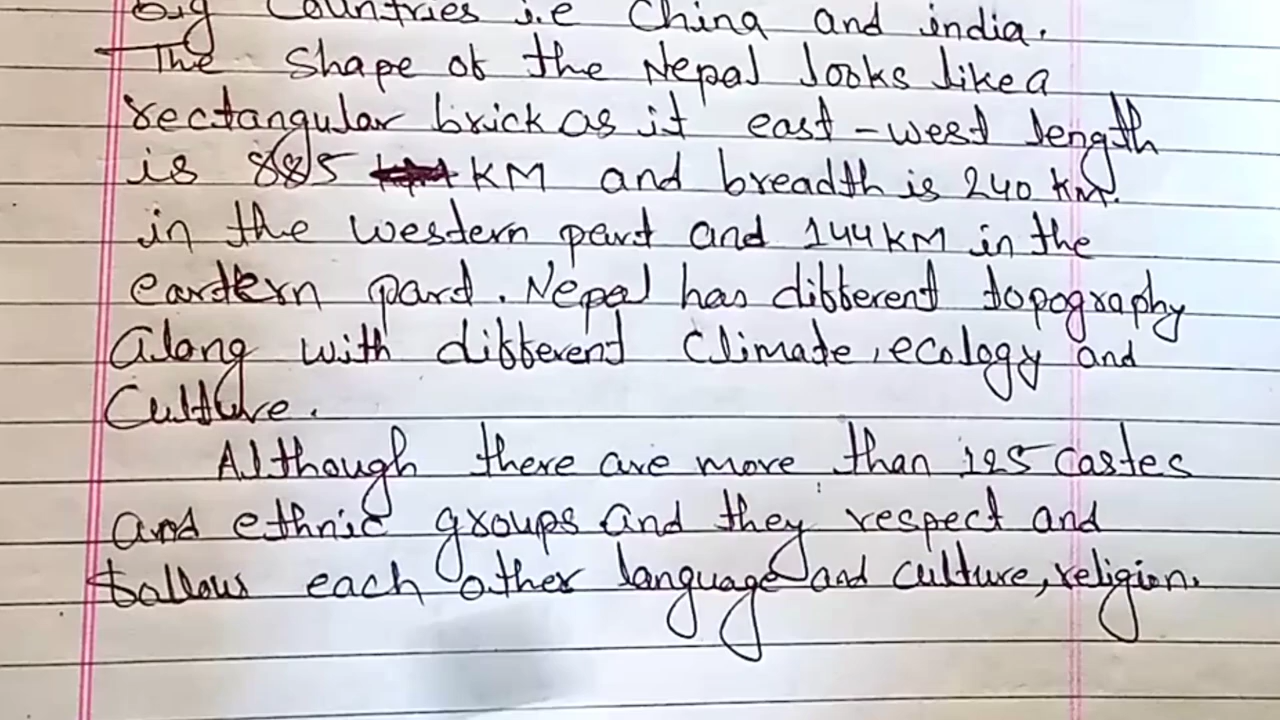 big Countries i.e China and india.
The Shape of the Nepal looks like a
rectangular brick as it east-west length
is 885 KM and breadth is 240 KM.
in the western part and 144 KM in the
eartern part. Nepal has different topography
Along with different Climate, ecology and
Culture.
Although there are more than 125 Castes
and ethnic groups and they respect and
follows each other language and culture, religion.